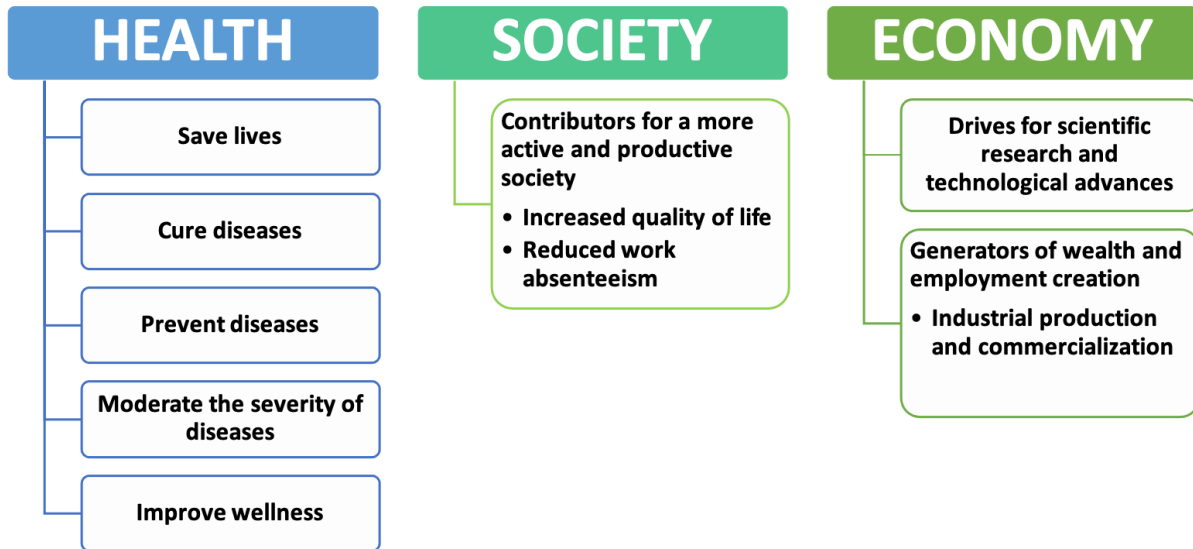 HEALTH
Save lives
Cure diseases
Prevent diseases
Moderate the severity of
diseases
Improve wellness
SOCIETY
Contributors for a more
active and productive
society
• Increased quality of life
• Reduced work
absenteeism
ECONOMY
Drives for scientific
research and
technological advances
Generators of wealth and
employment creation
• Industrial production
and commercialization